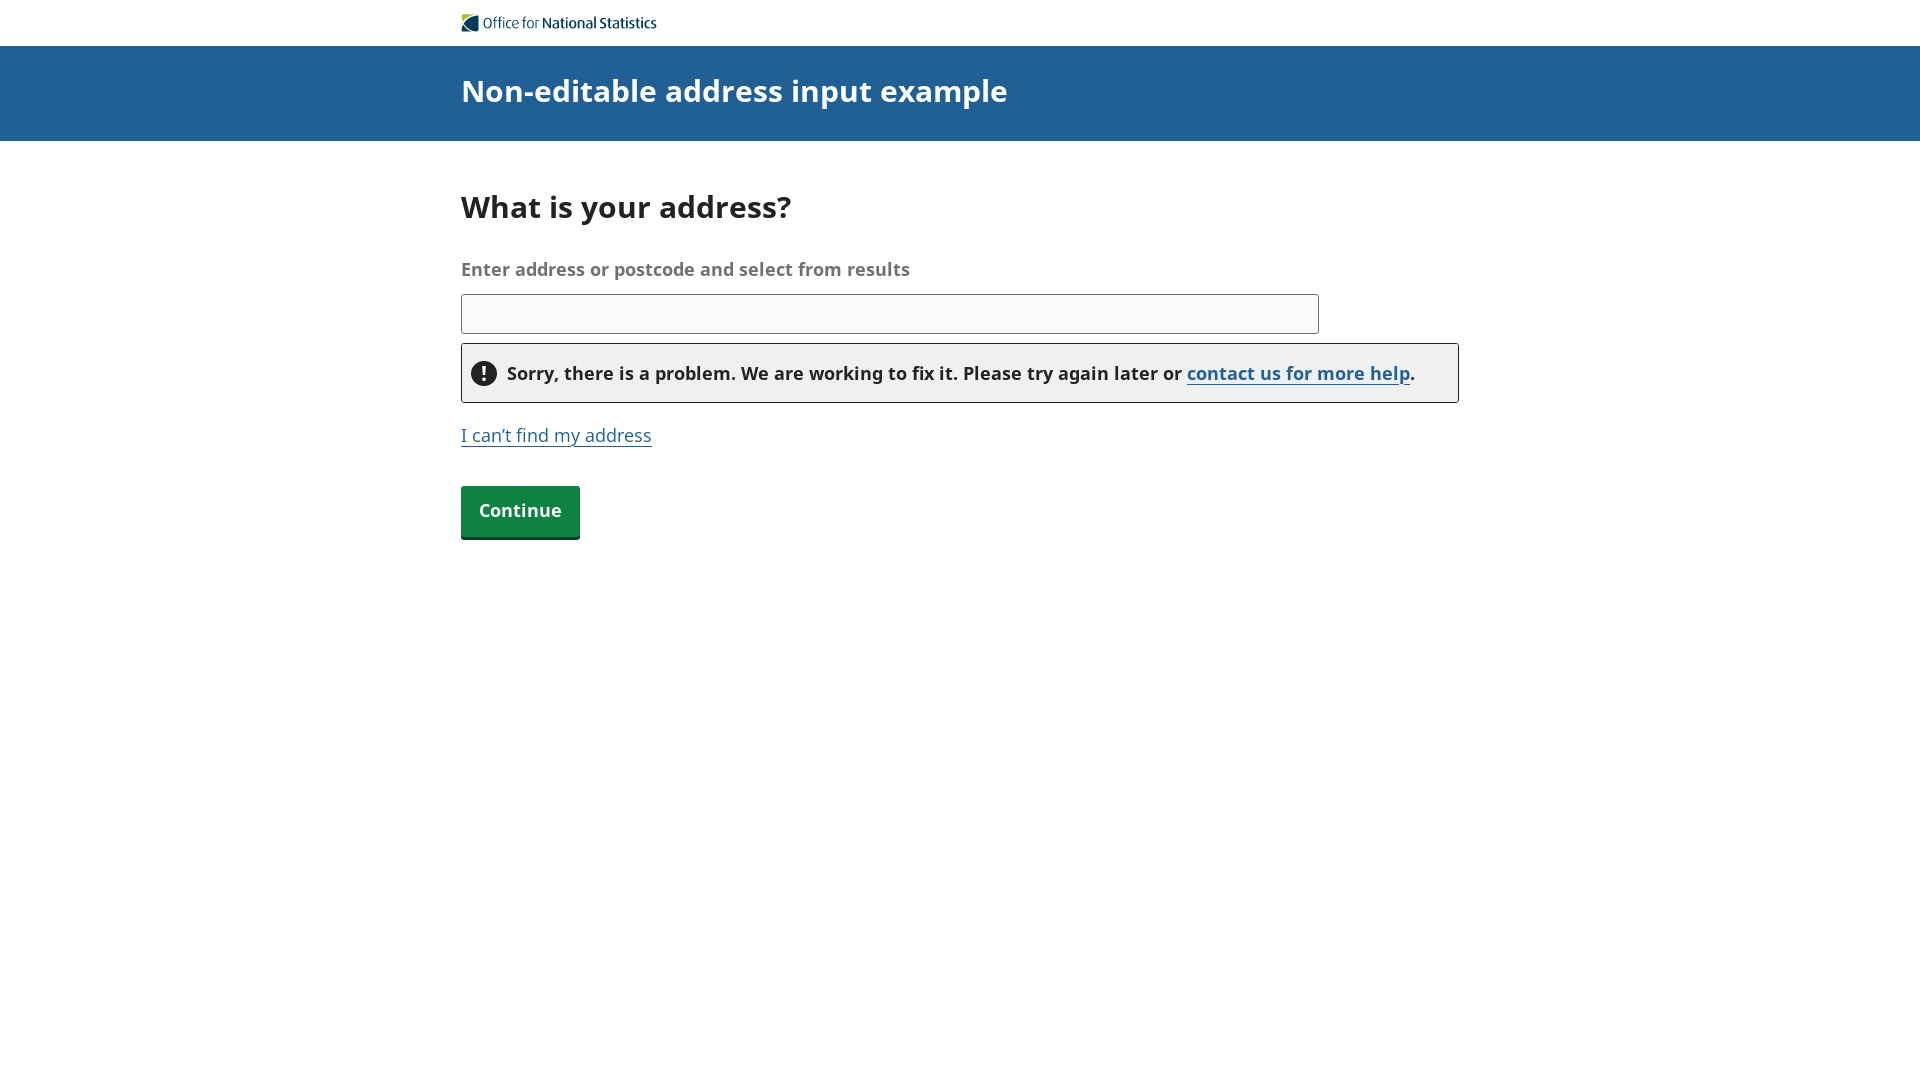 Office for National Statistics
Non-editable address input example
What is your address?
Enter address or postcode and select from results
Sorry, there is a problem. We are working to fix it. Please try again later or contact us for more help.
I can’t find my address
Continue